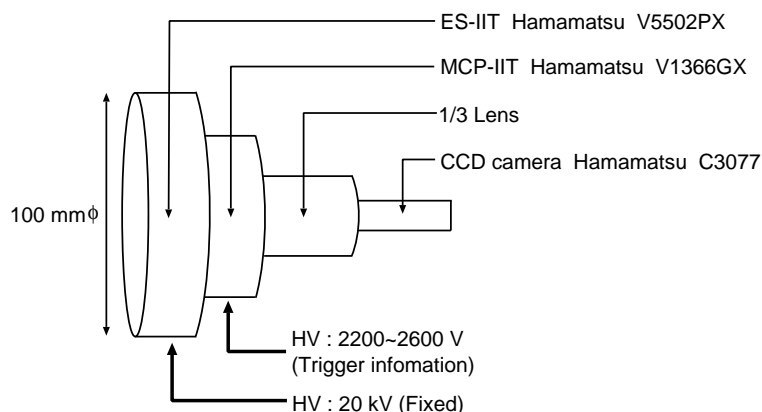 ES-IIT Hamamatsu V5502PX
MCP-IIT Hamamatsu V1366GX
1/3 Lens
CCD camera Hamamatsu C3077
100 mmϕ
HV : 2200~2600 V
(Trigger infomation)
HV : 20 kV (Fixed)